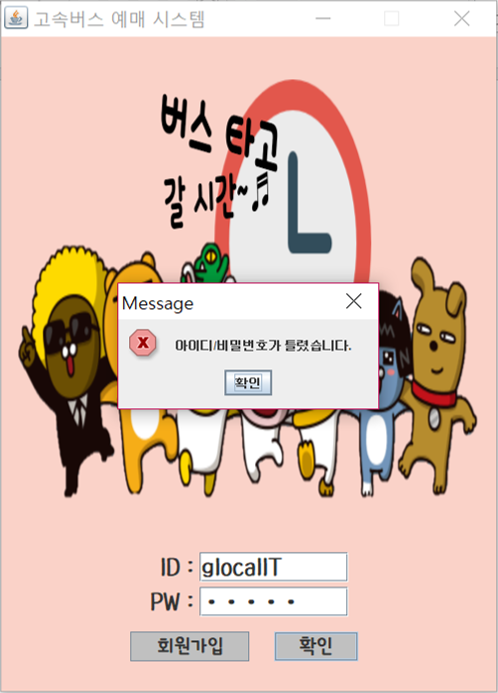 고속버스 예매 시스템
버스 타고
갈 시간~♬
Message
아이디/비밀번호가 틀렸습니다.
확인
ID : glocalIT
PW : • • • • •
회원가입 확인